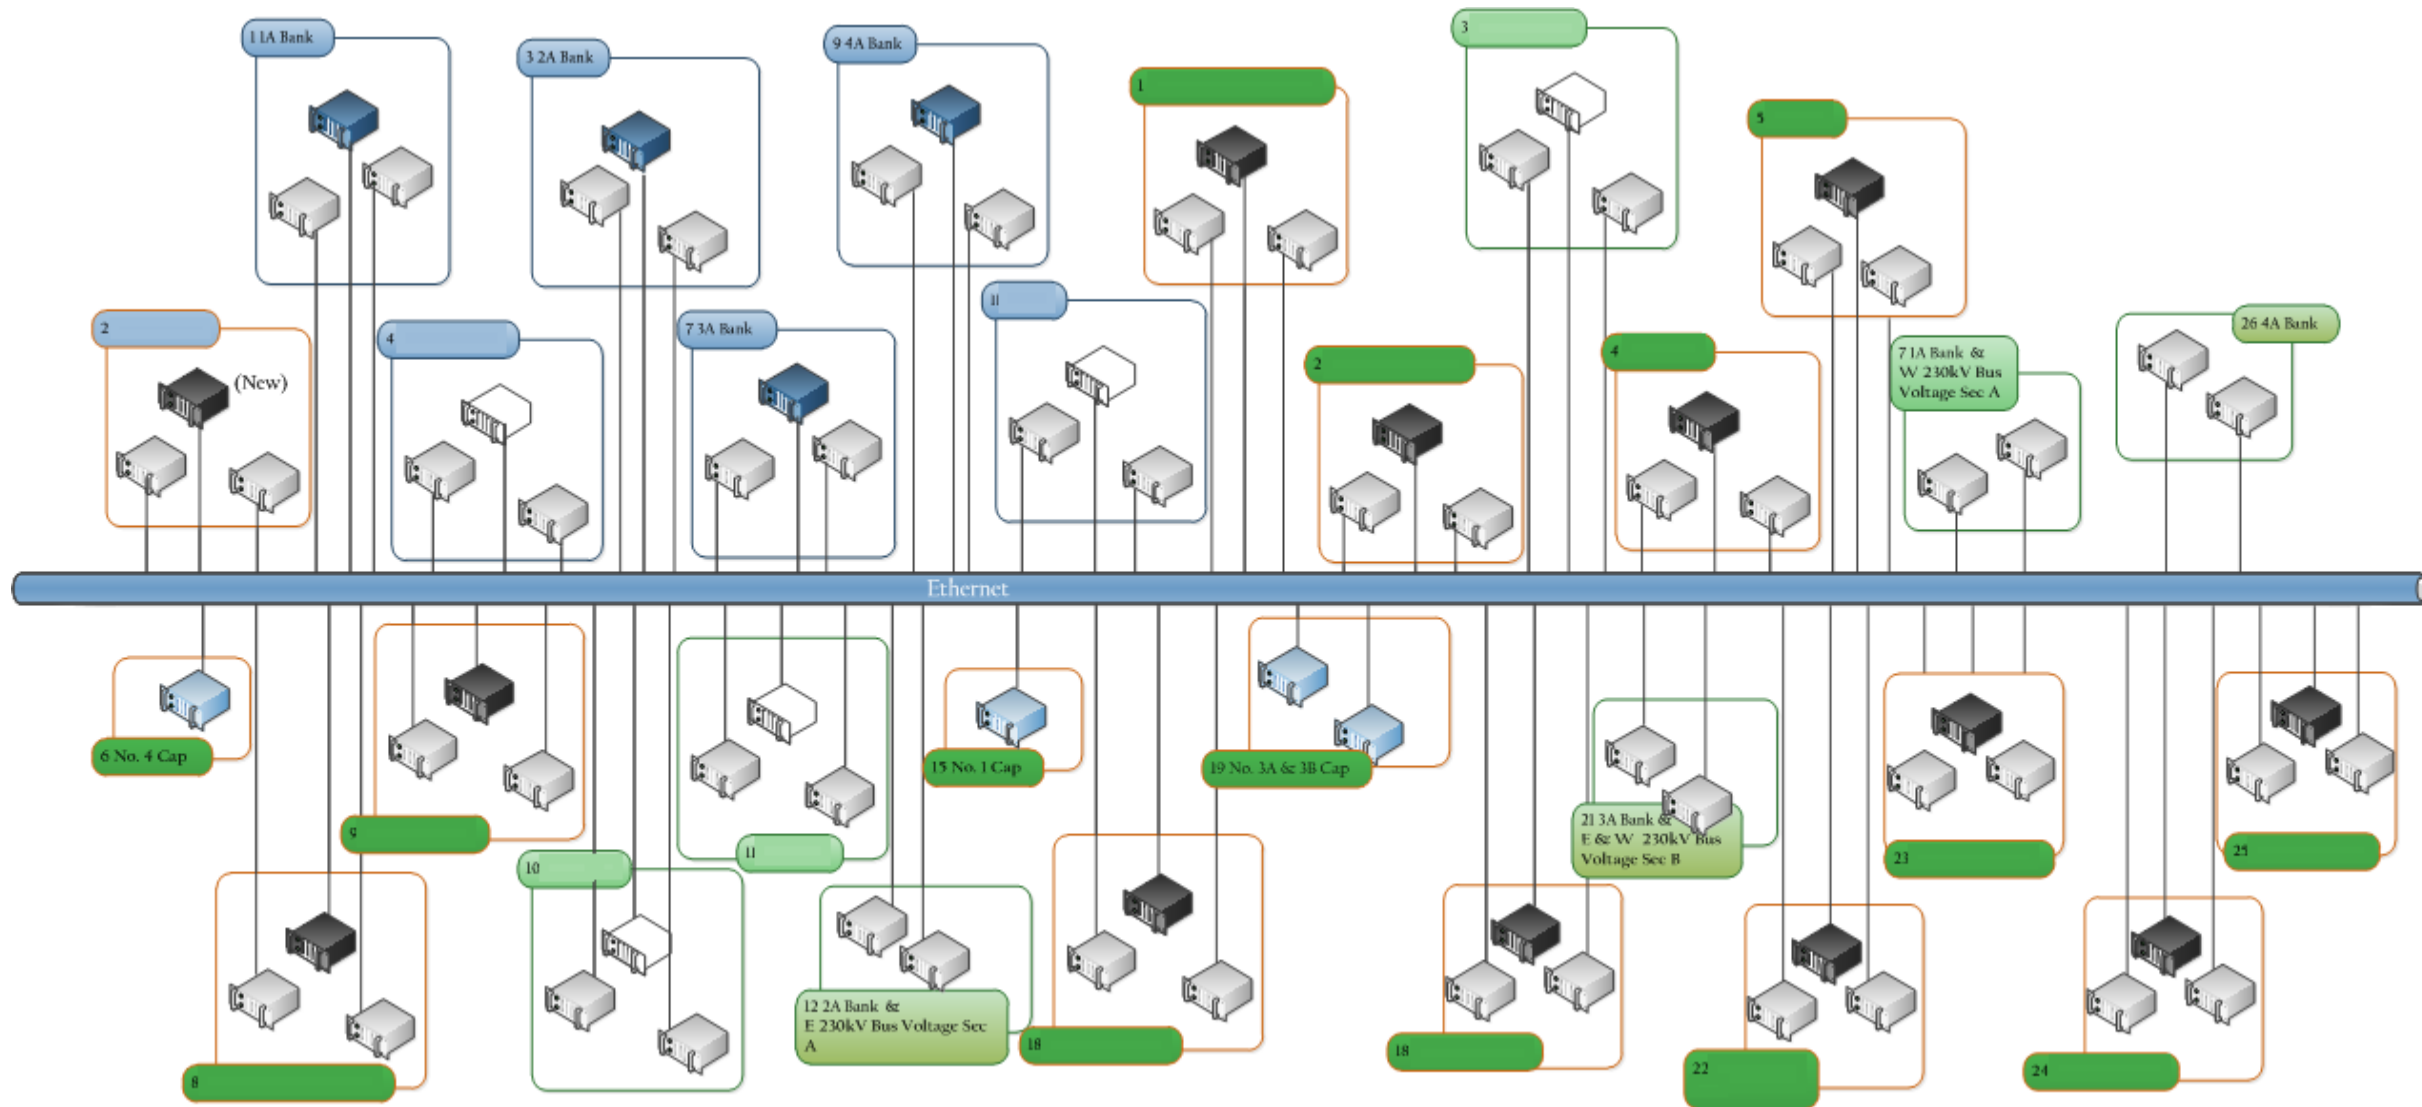 1 1A Bank
3 2A Bank
9 4A Bank
1
3
5
2
(New)
4
7 3A Bank
11
2
4
7 1A Bank &
W 230kV Bus
Voltage Sec A
26 4A Bank
Ethernet
6 No. 4 Cap
9
11
15 No. 1 Cap
19 No. 3A & 3B Cap
21 3A Bank &
E & W 230kV Bus
Voltage Sec B
23
25
8
10
12 2A Bank &
E 230kV Bus Voltage Sec
A
18
18
22
24